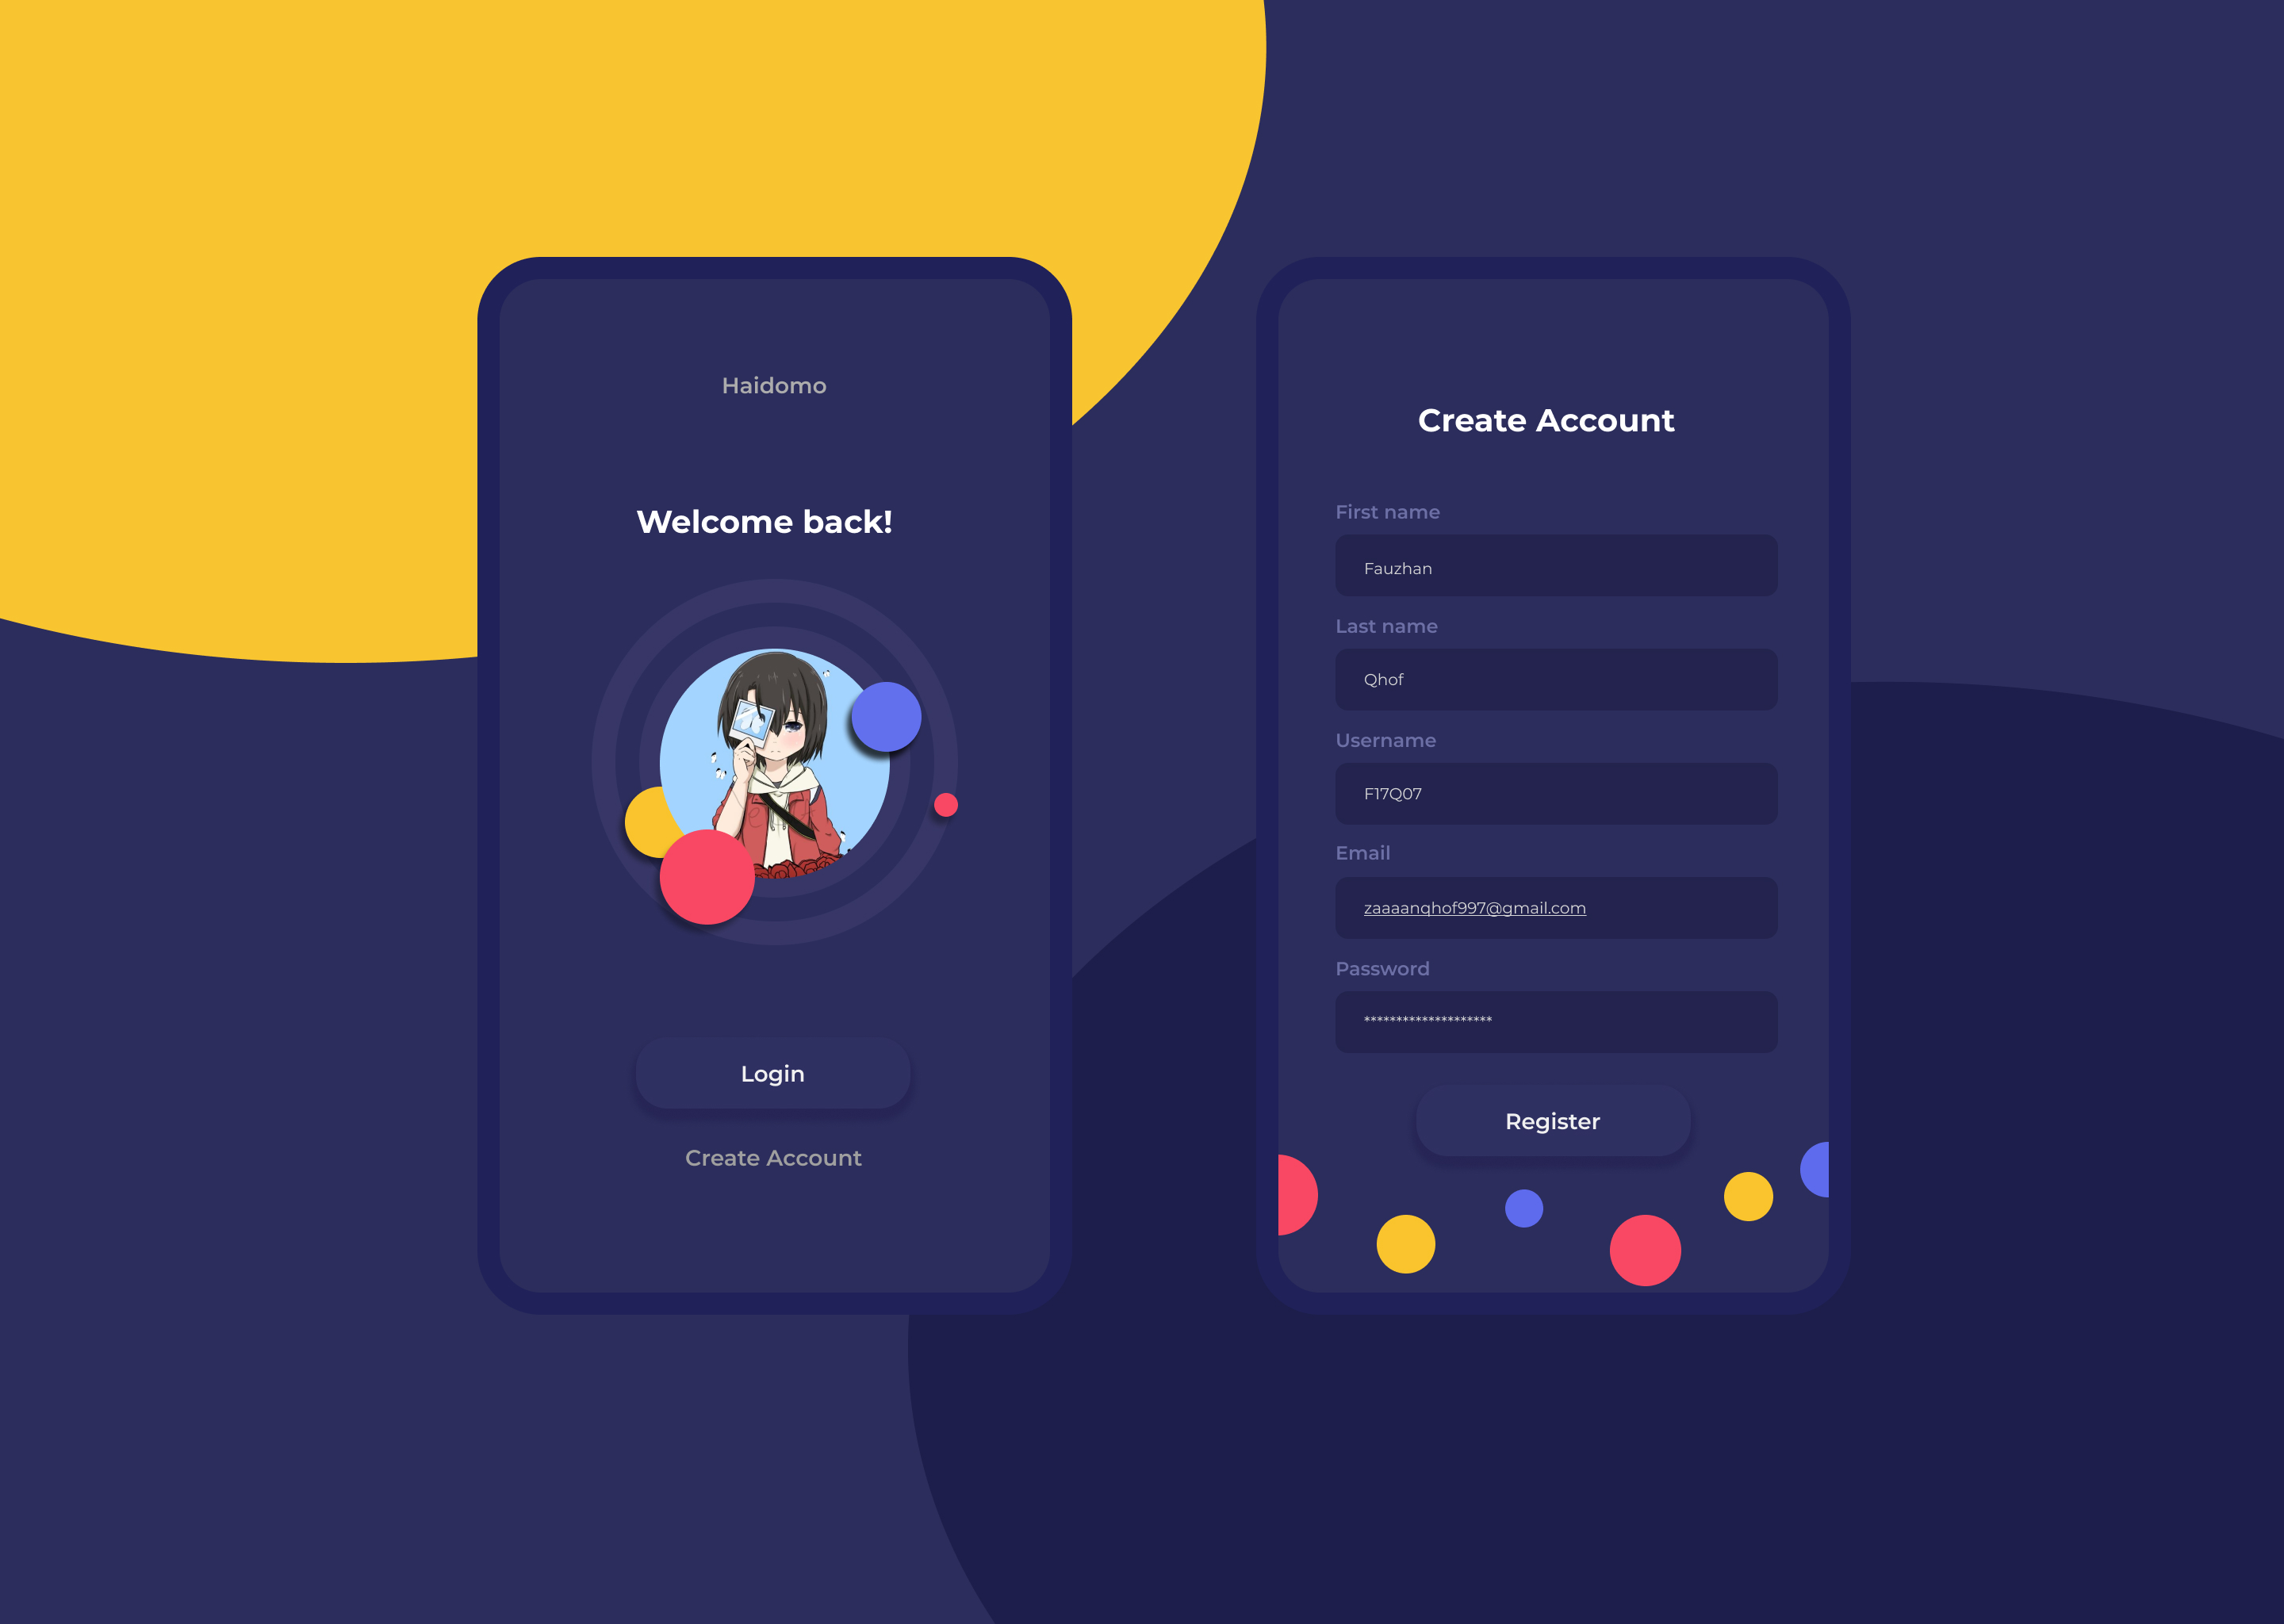 Haidomo
Welcome back!
Login
Create Account
Create Account
First name
Fauzhan
Last name
Qhof
Username
F17Q07
Email
zaaaanqhof997@gmail.com
Password
********************
Register